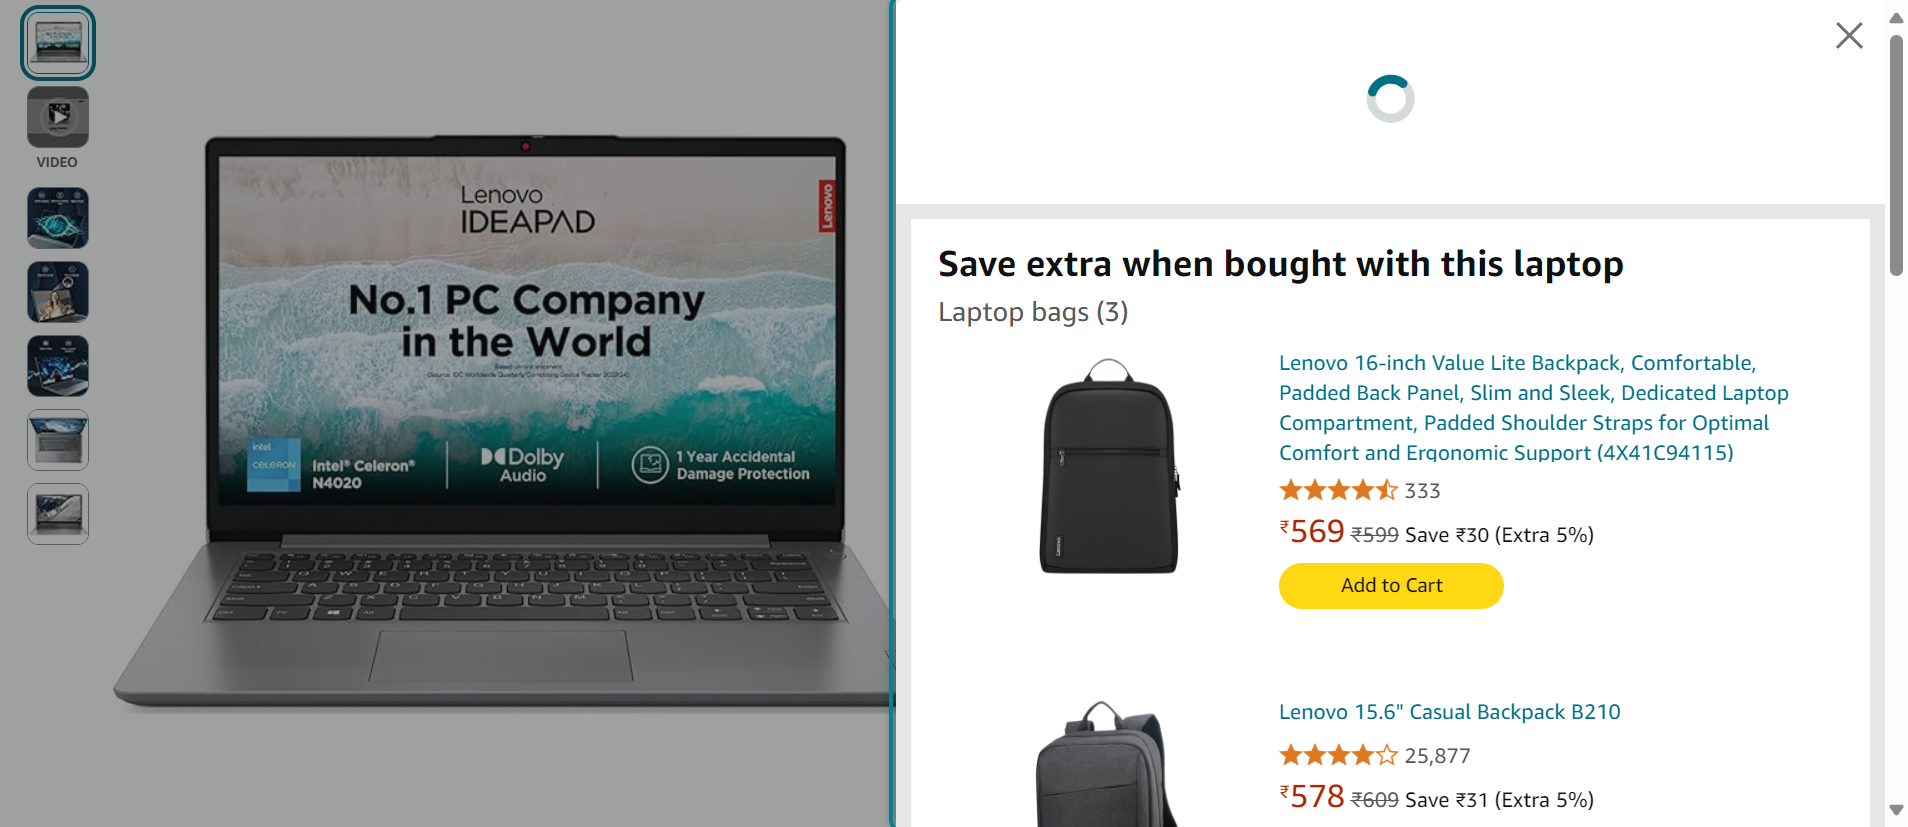 VIDEO
Lenovo
IDEAPAD
Lenovo
No.1 PC Company
in the World
intel
CELERON
Intel® Celeron®
N4020
Dolby
Audio
1 Year Accidental
Damage Protection
Save extra when bought with this laptop
Laptop bags (3)
Lenovo 16-inch Value Lite Backpack, Comfortable,
Padded Back Panel, Slim and Sleek, Dedicated Laptop
Compartment, Padded Shoulder Straps for Optimal
Comfort and Ergonomic Support (4X41C94115)
333
₹569 ₹599 Save ₹30 (Extra 5%)
Add to Cart
Lenovo 15.6" Casual Backpack B210
25,877
₹578 ₹609 Save ₹31 (Extra 5%)